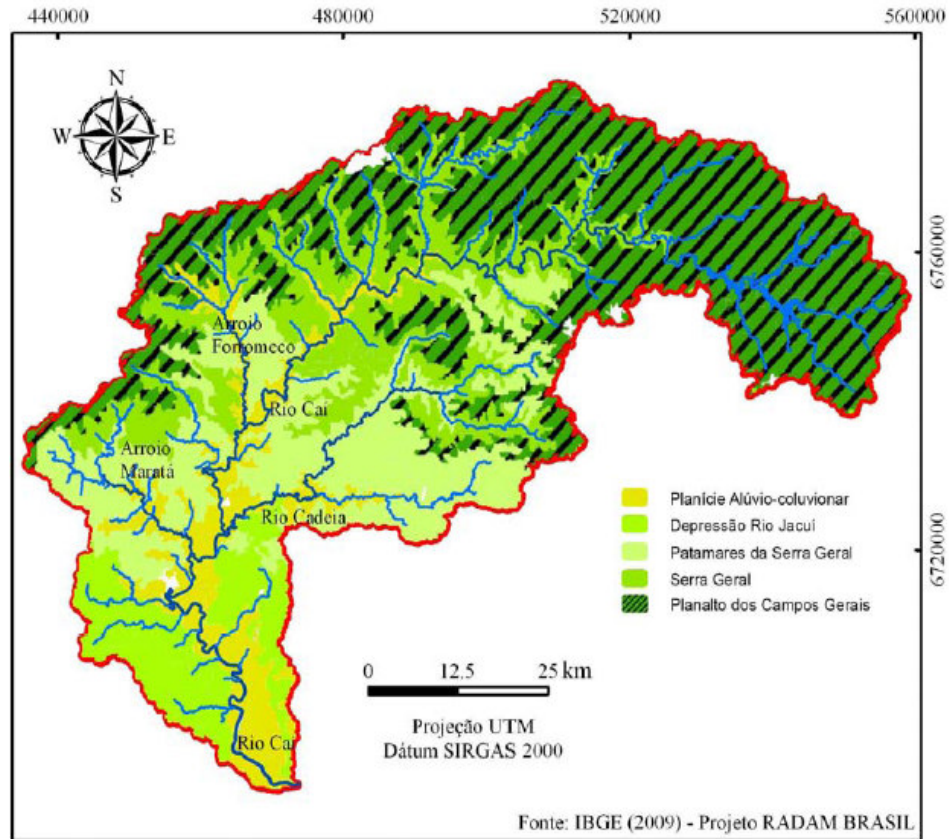 440000 480000 520000 560000
N
W E
S
6760000
Arroio
Forromeco
Rio Caí
Arroio
Maratá
Rio Cadeia
Planície Alúvio-coluvionar
Depressão Rio Jacuí
Patamares da Serra Geral
Serra Geral
Planalto dos Campos Gerais
6720000
0 12.5 25 km
Projeção UTM
Dátum SIRGAS 2000
Rio Caí
Fonte: IBGE (2009) - Projeto RADAM BRASIL